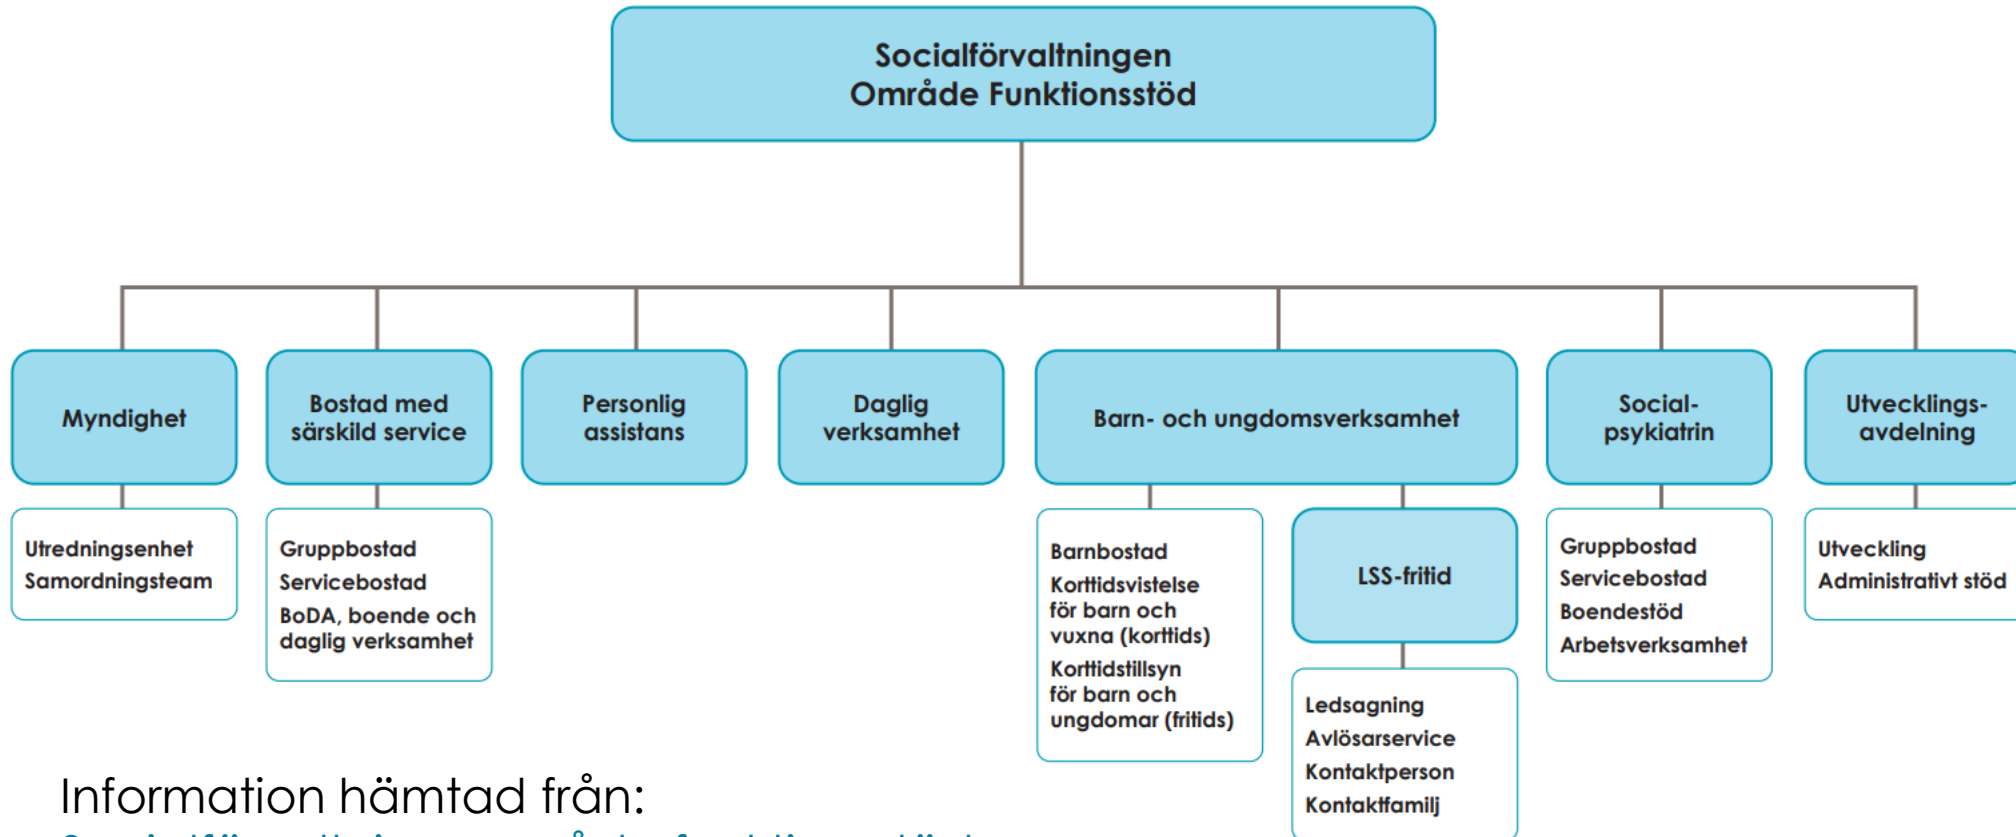 Socialförvaltningen
Område Funktionsstöd
Myndighet
Utredningsenhet
Samordningsteam
Bostad med
särskild service
Gruppbostad
Servicebostad
BoDA, boende och
daglig verksamhet
Personlig
assistans
Daglig
verksamhet
Barn- och ungdomsverksamhet
Barnbostad
Korttidsvistelse
för barn och
vuxna (korttids)
Korttidstillsyn
för barn och
ungdomar (fritids)
LSS-fritid
Ledsagning
Avlösarservice
Kontaktperson
Kontaktfamilj
Social-
psykiatrin
Gruppbostad
Servicebostad
Boendestöd
Arbetsverksamhet
Utvecklings-
avdelning
Utveckling
Administrativt stöd
Information hämtad från: